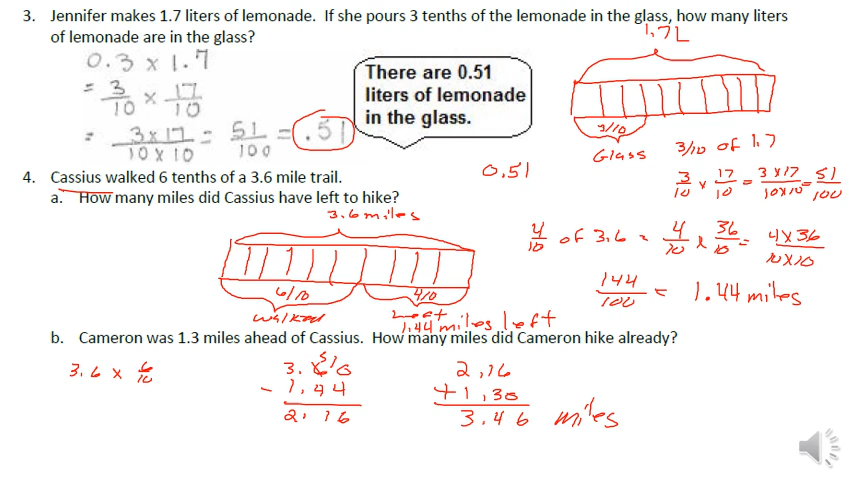 3. Jennifer makes 1.7 liters of lemonade. If she pours 3 tenths of the lemonade in the glass, how many liters
of lemonade are in the glass?
1.7L
0.3 x 1.7
= 3/10 x 17/10
= 3x17/10x10 = 51/100 = .51
There are 0.51
liters of lemonade
in the glass.
3/10
Glass
3/10 of 1.7
0.51
3/10 x 17/10 = 3x17/10x10 = 51/100
4. Cassius walked 6 tenths of a 3.6 mile trail.
a. How many miles did Cassius have left to hike?
3.6 miles
6/10
4/10
walked
Left
1.44 miles left
4/10 of 3.6 = 4/10 x 36/10 = 4x36/10x10
144/100 = 1.44 miles
b. Cameron was 1.3 miles ahead of Cassius. How many miles did Cameron hike already?
3.6 x 6/10
5 10
3.60
- 1.44
2.16
2.16
+ 1.30
3.46 miles